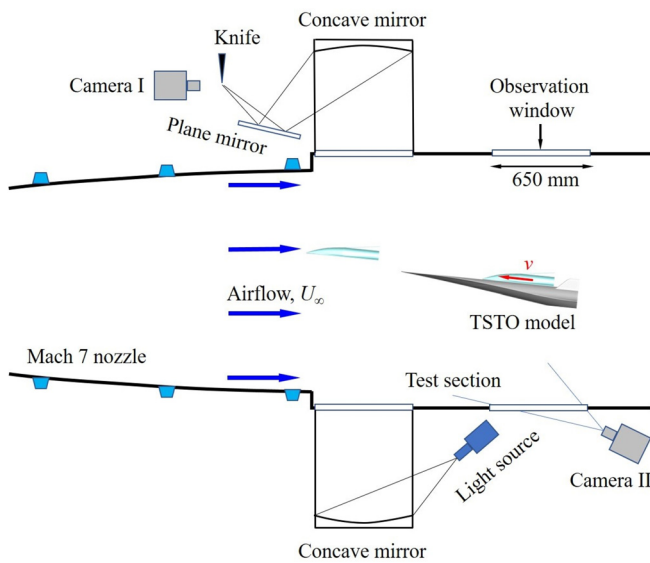 Concave mirror
Knife
Camera I
Plane mirror
Observation
window
650 mm
v
Airflow, U∞
TSTO model
Mach 7 nozzle
Test section
Light source
Camera II
Concave mirror